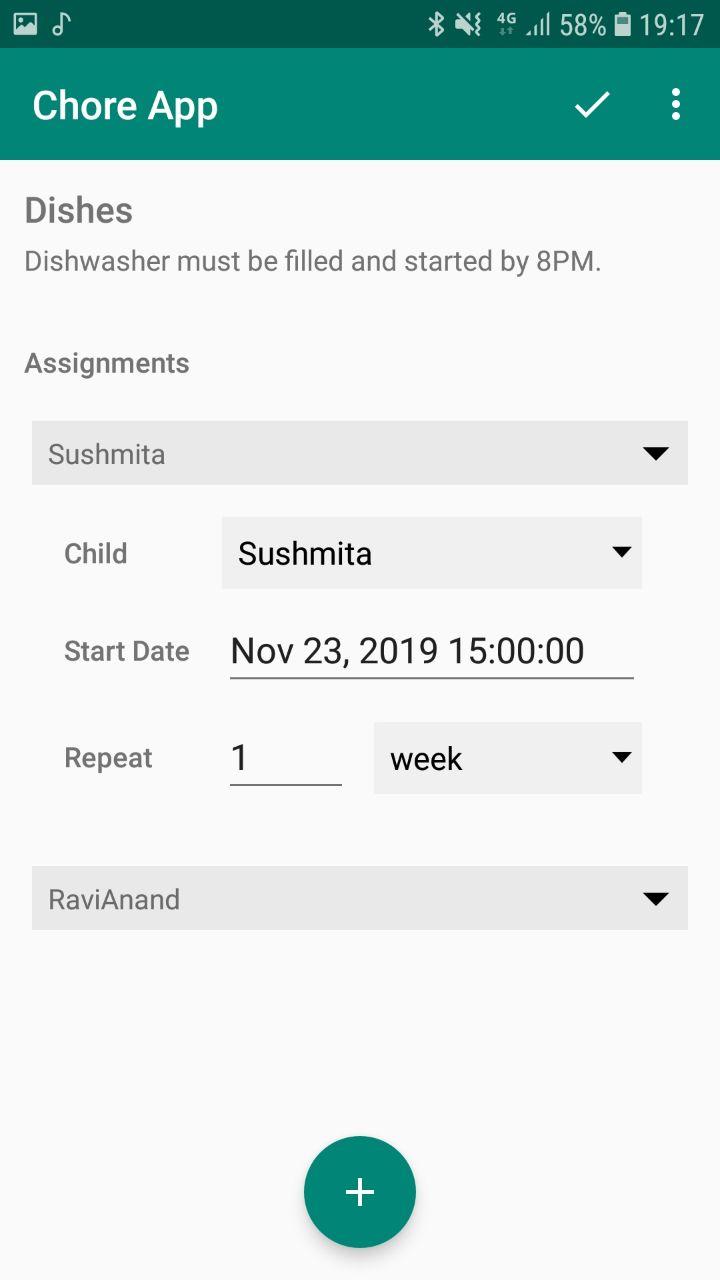 4G 58% 19:17
Chore App
Dishes
Dishwasher must be filled and started by 8PM.
Assignments
Sushmita
Child Sushmita
Start Date Nov 23, 2019 15:00:00
Repeat 1 week
RaviAnand
+